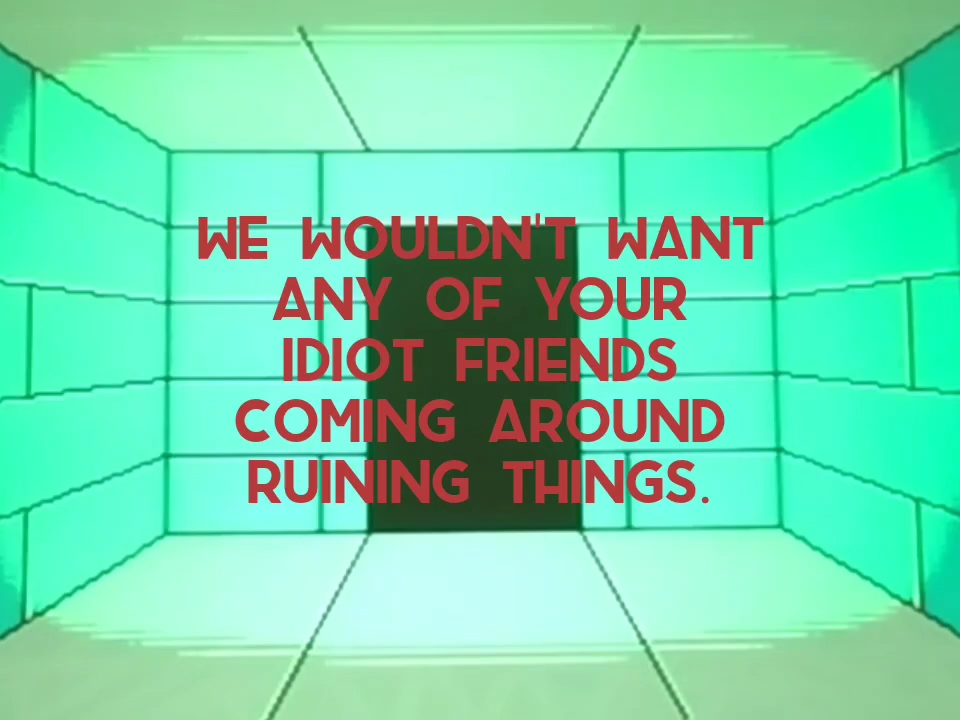 WE WOULDN'T WANT
ANY OF YOUR
IDIOT FRIENDS
COMING AROUND
RUINING THINGS.